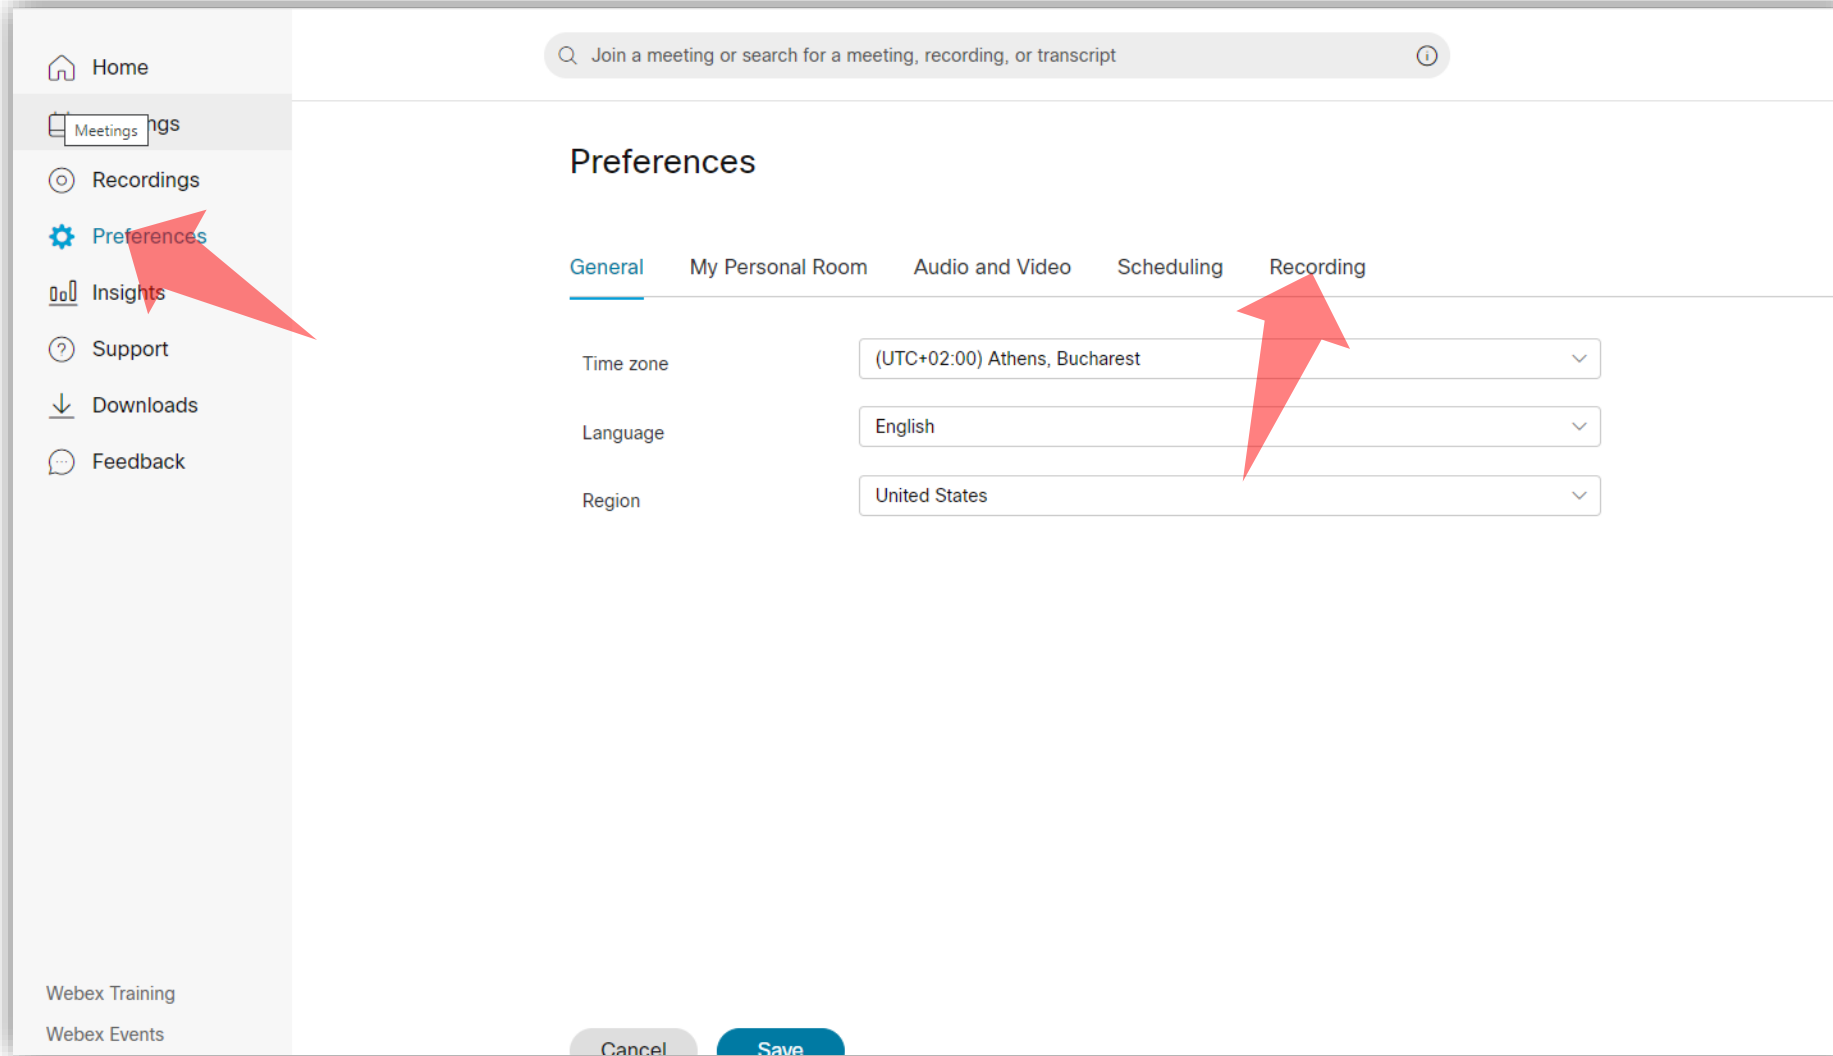 Home
Meetings
ngs
Recordings
Preferences
Insights
Support
Downloads
Feedback
Webex Training
Webex Events
Join a meeting or search for a meeting, recording, or transcript
Preferences
General My Personal Room Audio and Video Scheduling Recording
Time zone (UTC+02:00) Athens, Bucharest
Language English
Region United States
Cancel Save